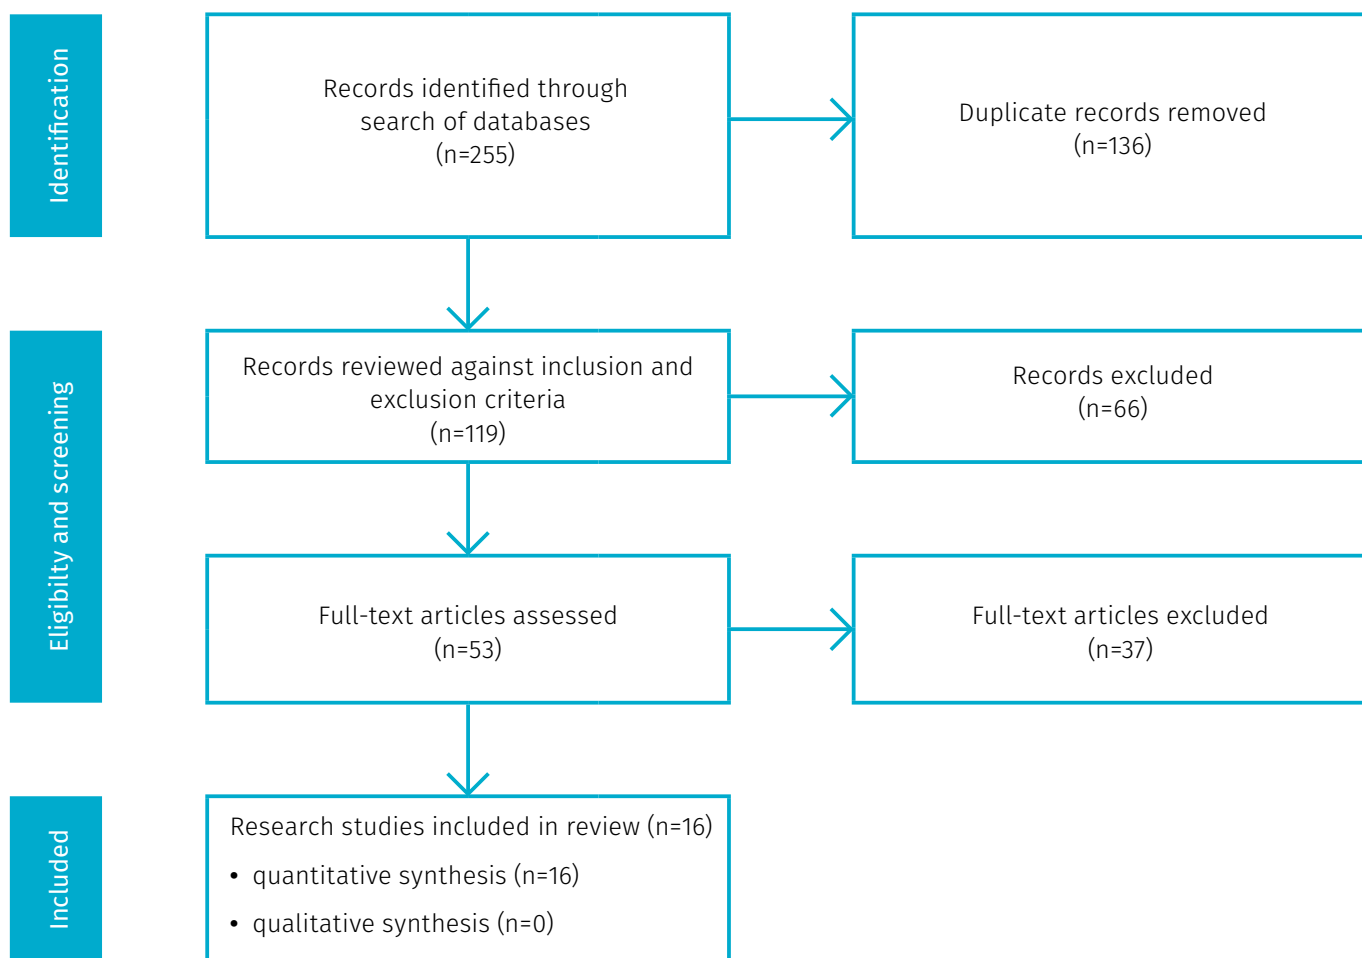 Identification
Records identified through
search of databases
(n=255)
Duplicate records removed
(n=136)
Eligibilty and screening
Records reviewed against inclusion and
exclusion criteria
(n=119)
Records excluded
(n=66)
Full-text articles assessed
(n=53)
Full-text articles excluded
(n=37)
Included
Research studies included in review (n=16)
• quantitative synthesis (n=16)
• qualitative synthesis (n=0)